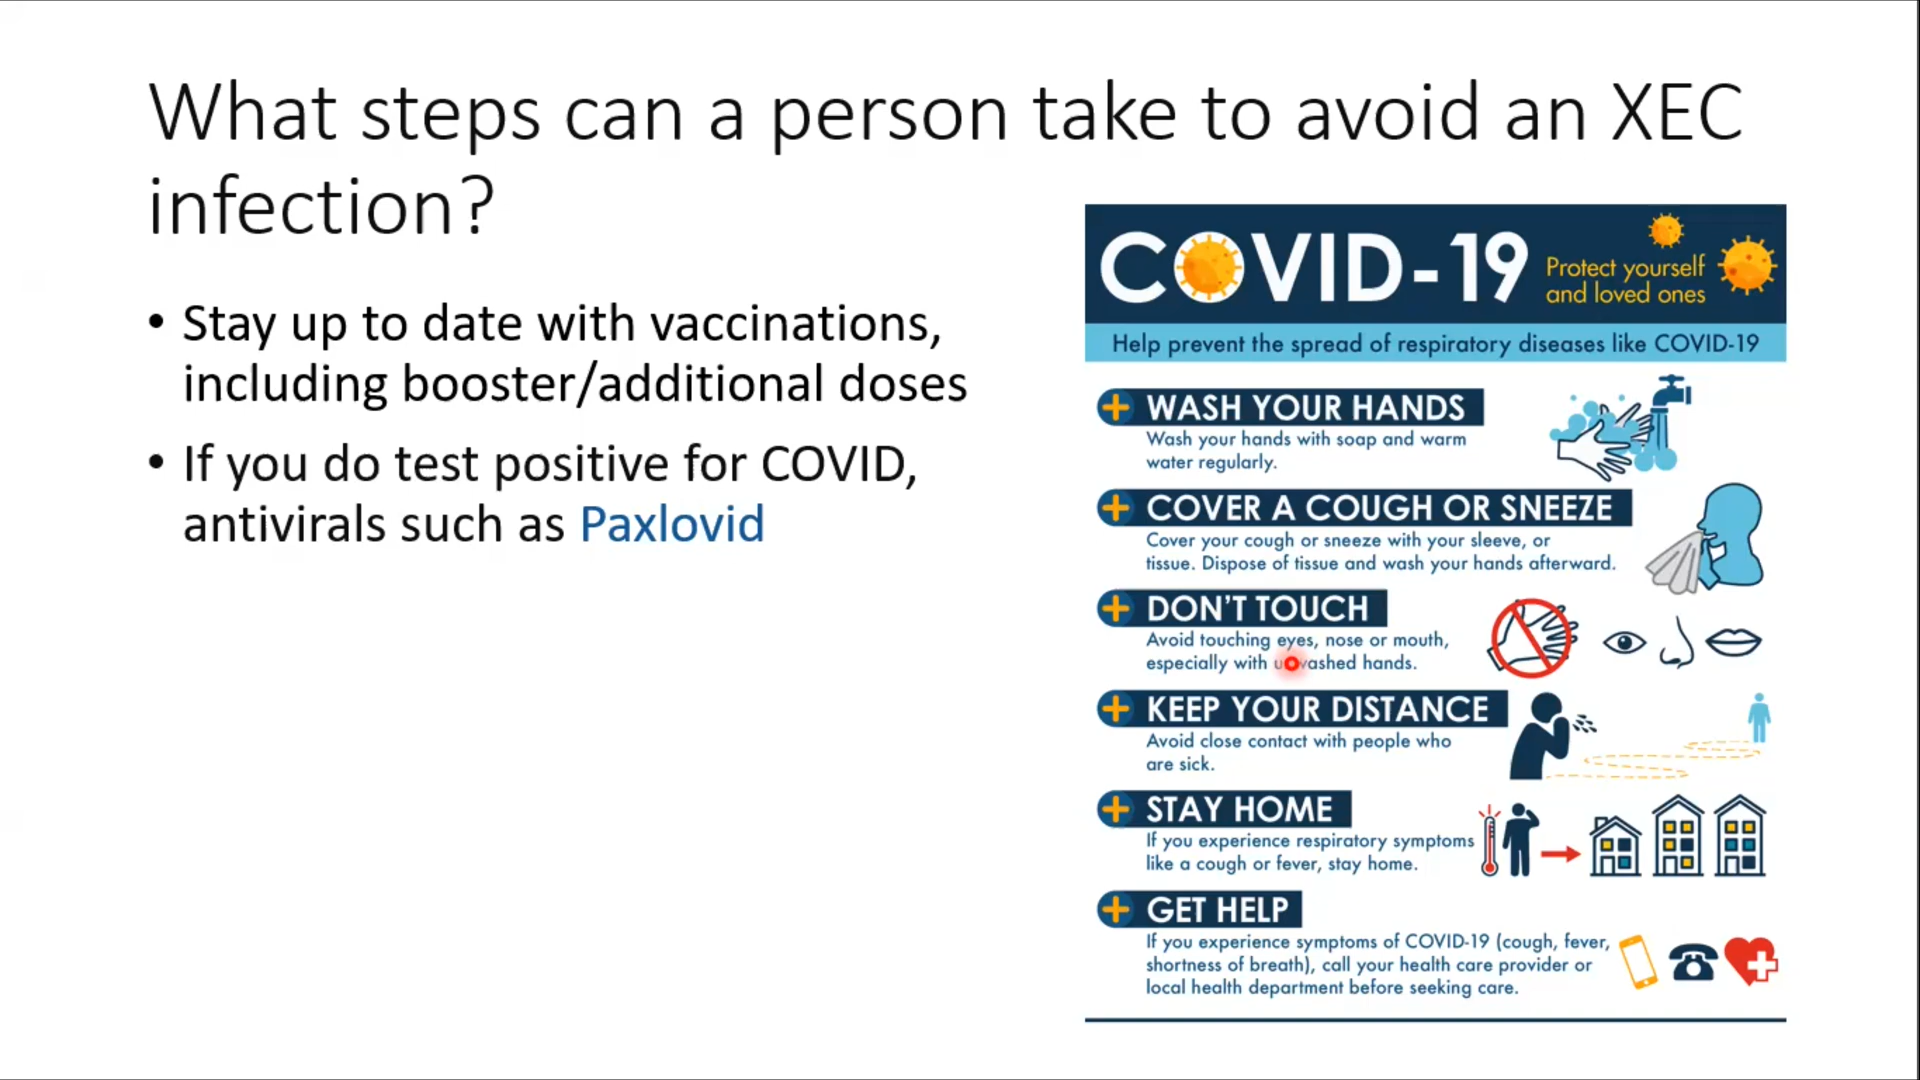 What steps can a person take to avoid an XEC
infection?
• Stay up to date with vaccinations,
including booster/additional doses
• If you do test positive for COVID,
antivirals such as Paxlovid
COVID-19
Protect yourself
and loved ones
Help prevent the spread of respiratory diseases like COVID-19
WASH YOUR HANDS
Wash your hands with soap and warm
water regularly.
COVER A COUGH OR SNEEZE
Cover your cough or sneeze with your sleeve, or
tissue. Dispose of tissue and wash your hands afterward.
DON'T TOUCH
Avoid touching eyes, nose or mouth,
especially with unwashed hands.
KEEP YOUR DISTANCE
Avoid close contact with people who
are sick.
STAY HOME
If you experience respiratory symptoms
like a cough or fever, stay home.
GET HELP
If you experience symptoms of COVID-19 (cough, fever,
shortness of breath), call your health care provider or
local health department before seeking care.